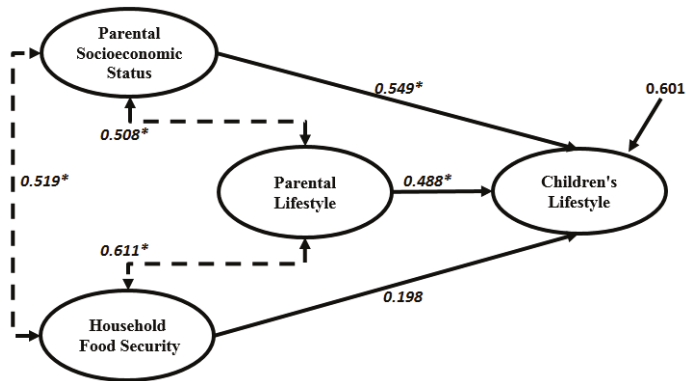 Parental
Socioeconomic
Status
0.549*
0.601
0.508*
0.519*
Parental
Lifestyle
0.488*
Children's
Lifestyle
0.611*
0.198
Household
Food Security